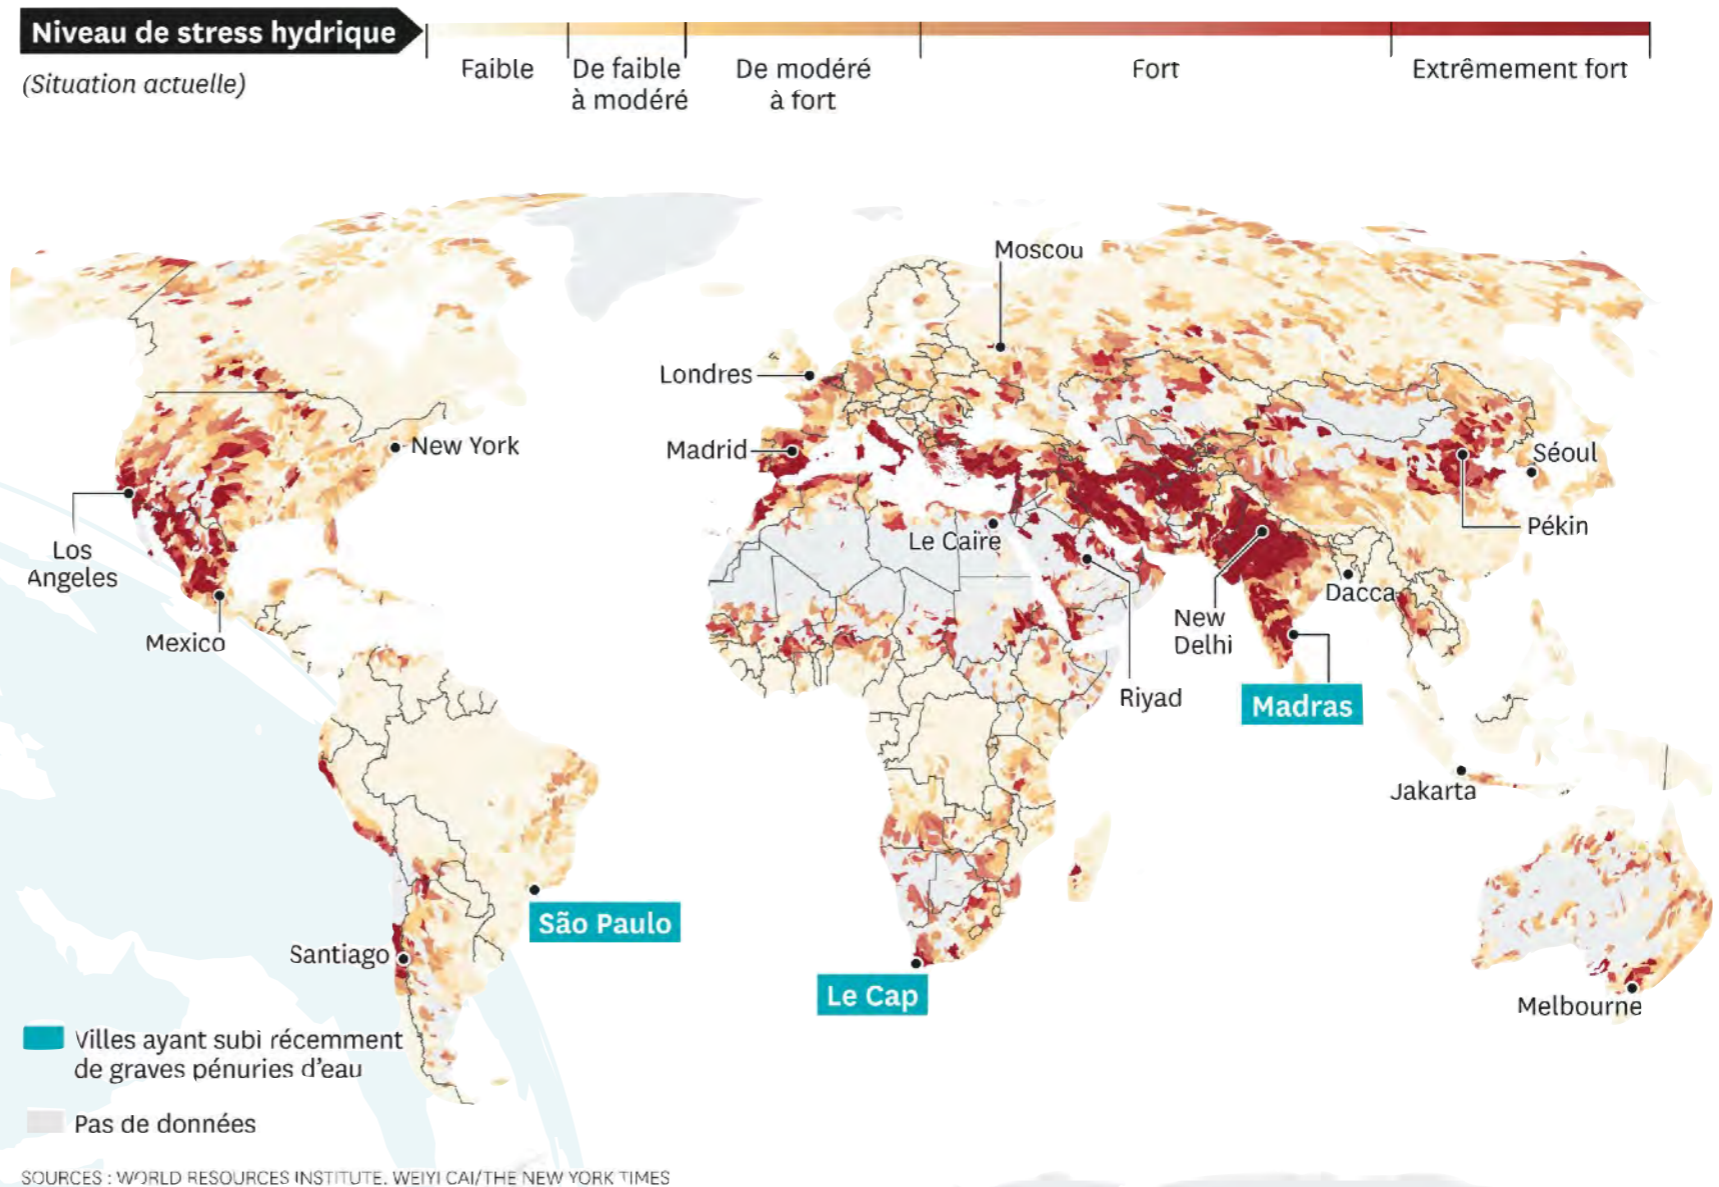 Niveau de stress hydrique
(Situation actuelle)
Faible
De faible
à modéré
De modéré
à fort
Fort
Extrêmement fort
Moscou
Londres
Madrid
New York
Los
Angeles
Mexico
Le Caire
Séoul
Pékin
Dacca
New
Delhi
Riyad
Madras
Jakarta
São Paulo
Santiago
Le Cap
Melbourne
Villes ayant subi récemment
de graves pénuries d'eau
Pas de données
SOURCES : WORLD RESOURCES INSTITUTE. WEIYI CAI/THE NEW YORK TIMES